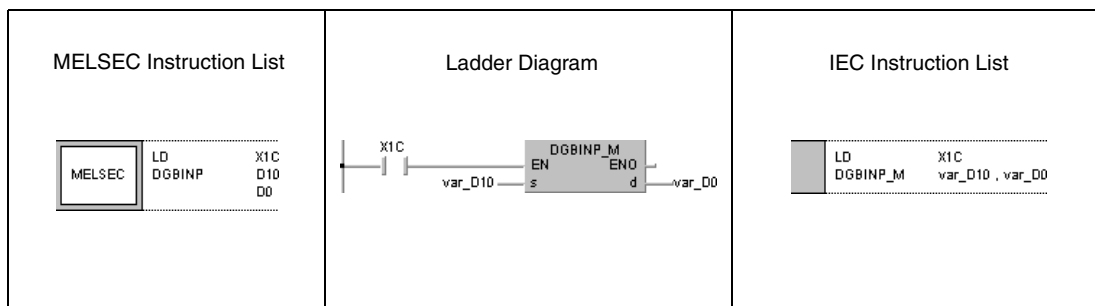 MELSEC Instruction List
MELSEC
LD X1C
DGBINP D10
D0
Ladder Diagram
X1C
DGBINP_M
EN ENO
var_D10 s d var_D0
IEC Instruction List
LD X1C
DGBINP_M var_D10 , var_D0